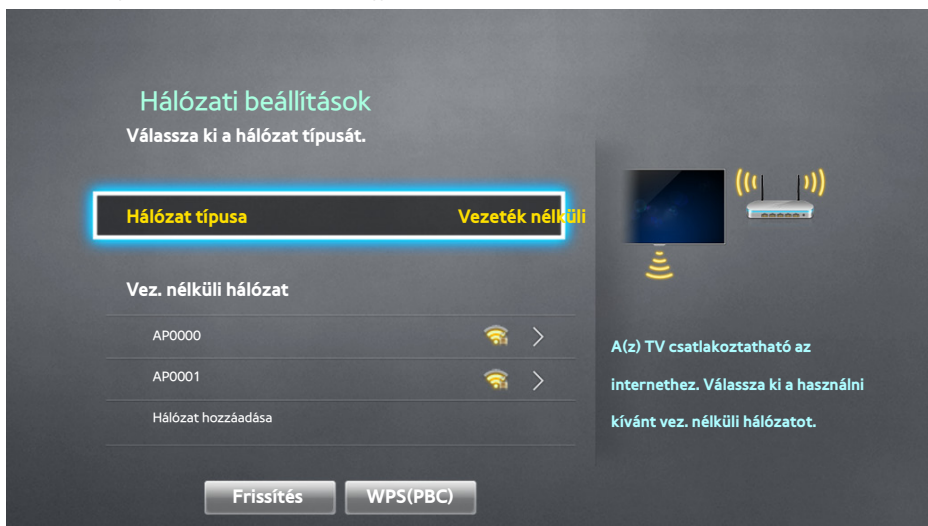 Hálózati beállítások
Válassza ki a hálózat típusát.
Hálózat típusa Vezeték nélküli
Vez. nélküli hálózat
AP0000
AP0001
Hálózat hozzáadása
A(z) TV csatlakoztatható az
internethez. Válassza ki a használni
kívánt vez. nélküli hálózatot.
Frissítés WPS(PBC)